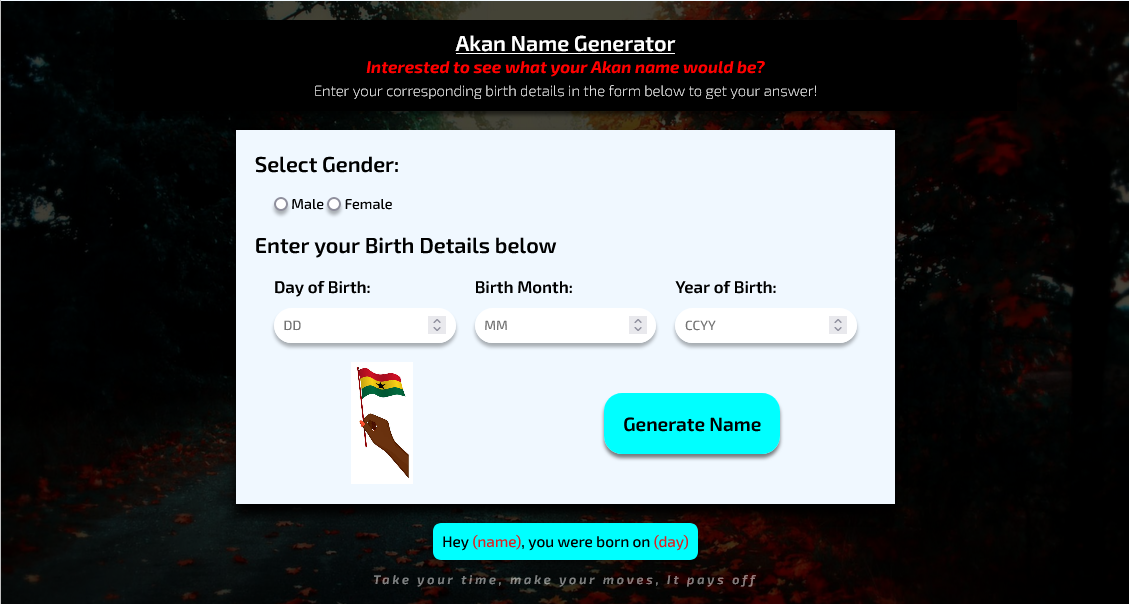 Akan Name Generator
Interested to see what your Akan name would be?
Enter your corresponding birth details in the form below to get your answer!
Select Gender:
Male Female
Enter your Birth Details below
Day of Birth: Birth Month: Year of Birth:
DD MM CCYY
Generate Name
Hey (name), you were born on (day)
Take your time, make your moves, it pays off